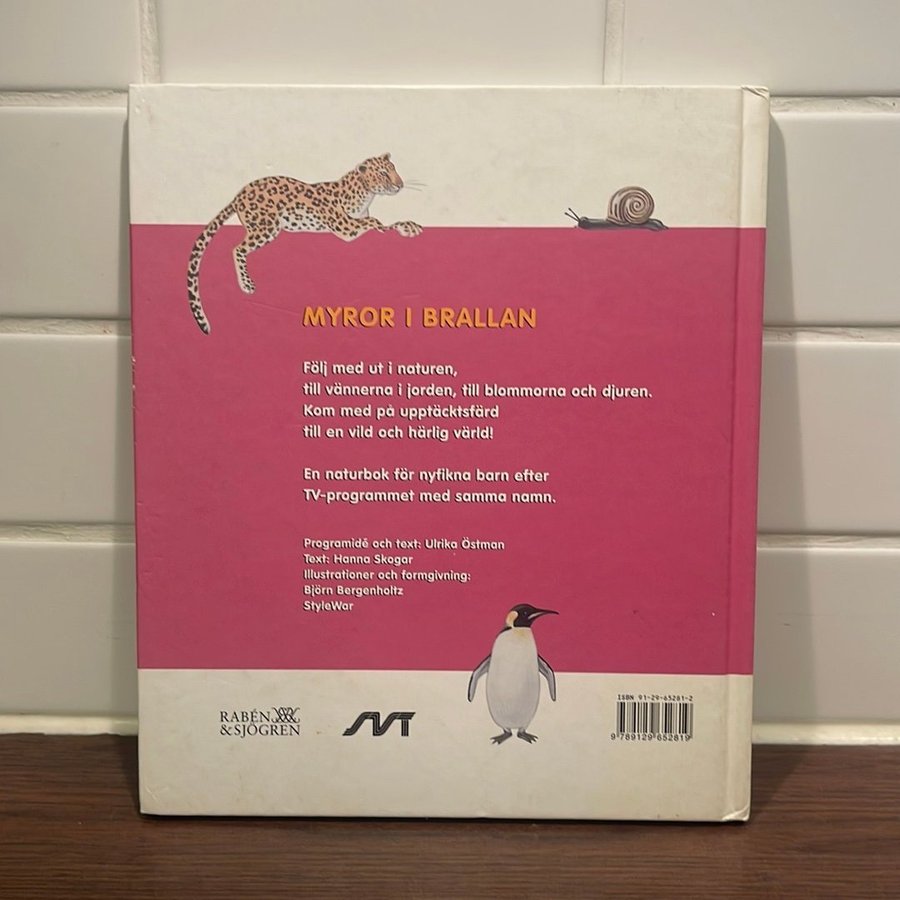 MYROR I BRALLAN
Följ med ut i naturen,
till vännerna i jorden, till blommorna och djuren.
Kom med på upptäcktsfärd
till en vild och härlig värld!
En naturbok för nyfikna barn efter
TV-programmet med samma namn.
Programidé och text: Ulrika Östman
Text: Hanna Skogar
Illustrationer och formgivning:
Björn Bergenholtz
StyleWar
RABÉN
&SJÖGREN
SVT
ISBN 91-29-65281-2
9 789129 652819